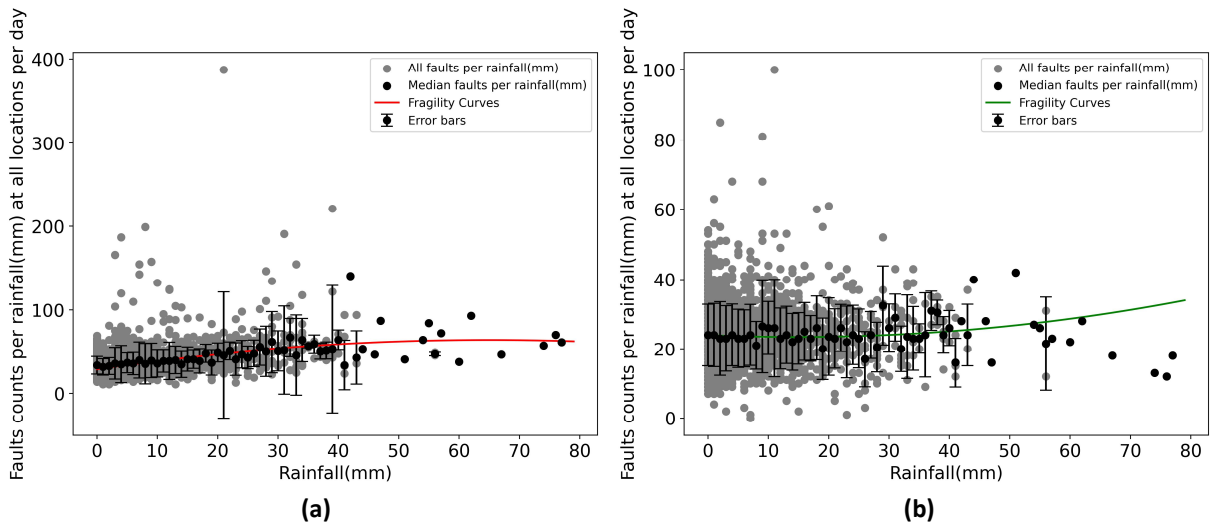 Faults counts per rainfall(mm) at all locations per day
400
300
200
100
0
All faults per rainfall(mm)
Median faults per rainfall(mm)
Fragility Curves
Error bars
0 10 20 30 40 50 60 70 80
Rainfall(mm)
(a)
Faults counts per rainfall(mm) at all locations per day
100
80
60
40
20
0
All faults per rainfall(mm)
Median faults per rainfall(mm)
Fragility Curves
Error bars
0 10 20 30 40 50 60 70 80
Rainfall(mm)
(b)